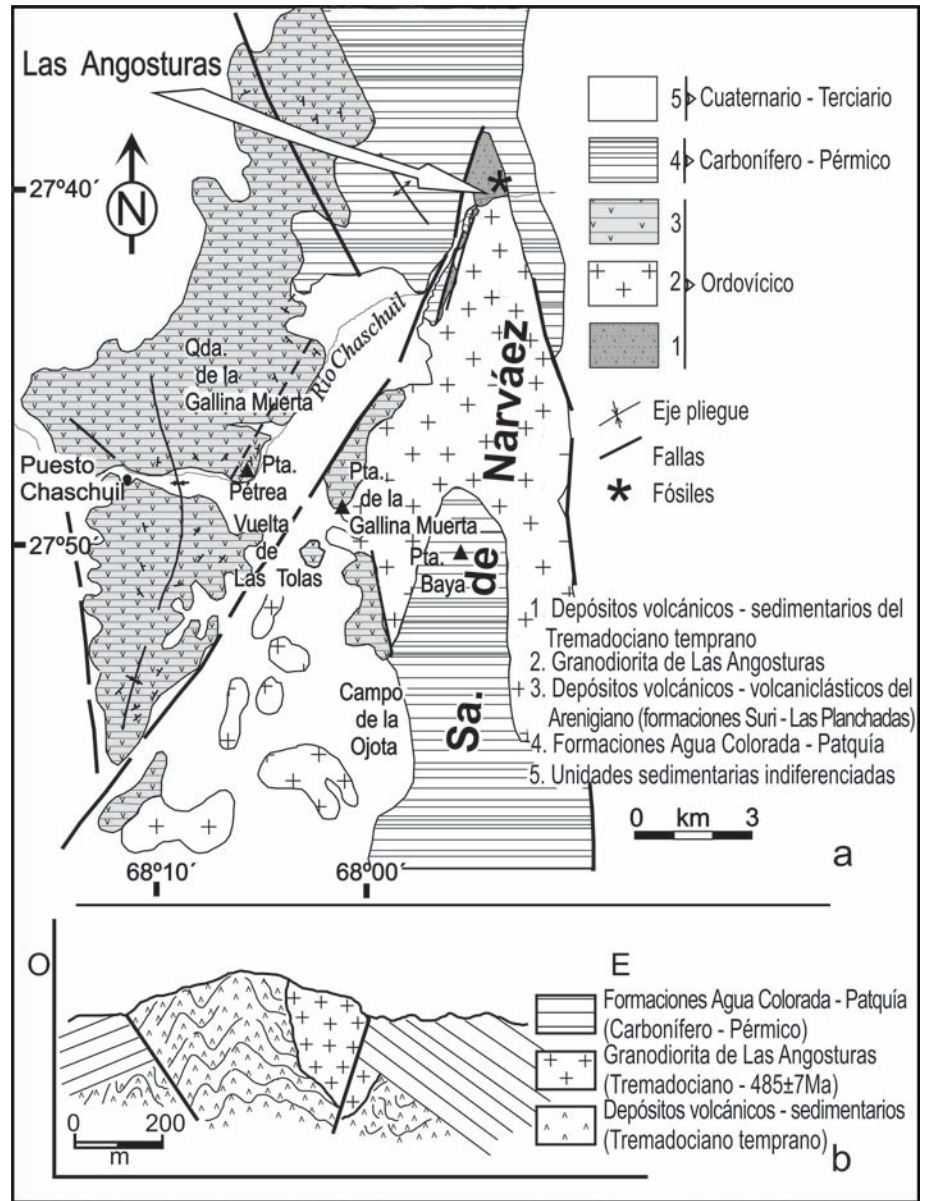 Las Angosturas
27º40´
N
5 Cuaternario - Terciario
4 Carbonífero - Pérmico
3
2 Ordovícico
1
Eje pliegue
Fallas
Fósiles
Río Chaschuil
Qda.
de la
Gallina Muerta
Puesto
Chaschuil
Pta.
Pétrea
Vuelta
de
Las Tolas
Pta.
de la
Gallina Muerta
Pta.
Baya
27º50´
Sa. de Narváez
Campo
de la
Ojota
1 Depósitos volcánicos - sedimentarios del
Tremadociano temprano
2. Granodiorita de Las Angosturas
3. Depósitos volcánicos - volcaniclásticos del
Arenigiano (formaciones Suri - Las Planchadas)
4. Formaciones Agua Colorada - Patquía
5. Unidades sedimentarias indiferenciadas
0 km 3
a
68º10´ 68º00´
O E
Formaciones Agua Colorada - Patquía
(Carbonífero - Pérmico)
Granodiorita de Las Angosturas
(Tremadociano - 485±7Ma)
Depósitos volcánicos - sedimentarios
(Tremadociano temprano)
0 200
m
b